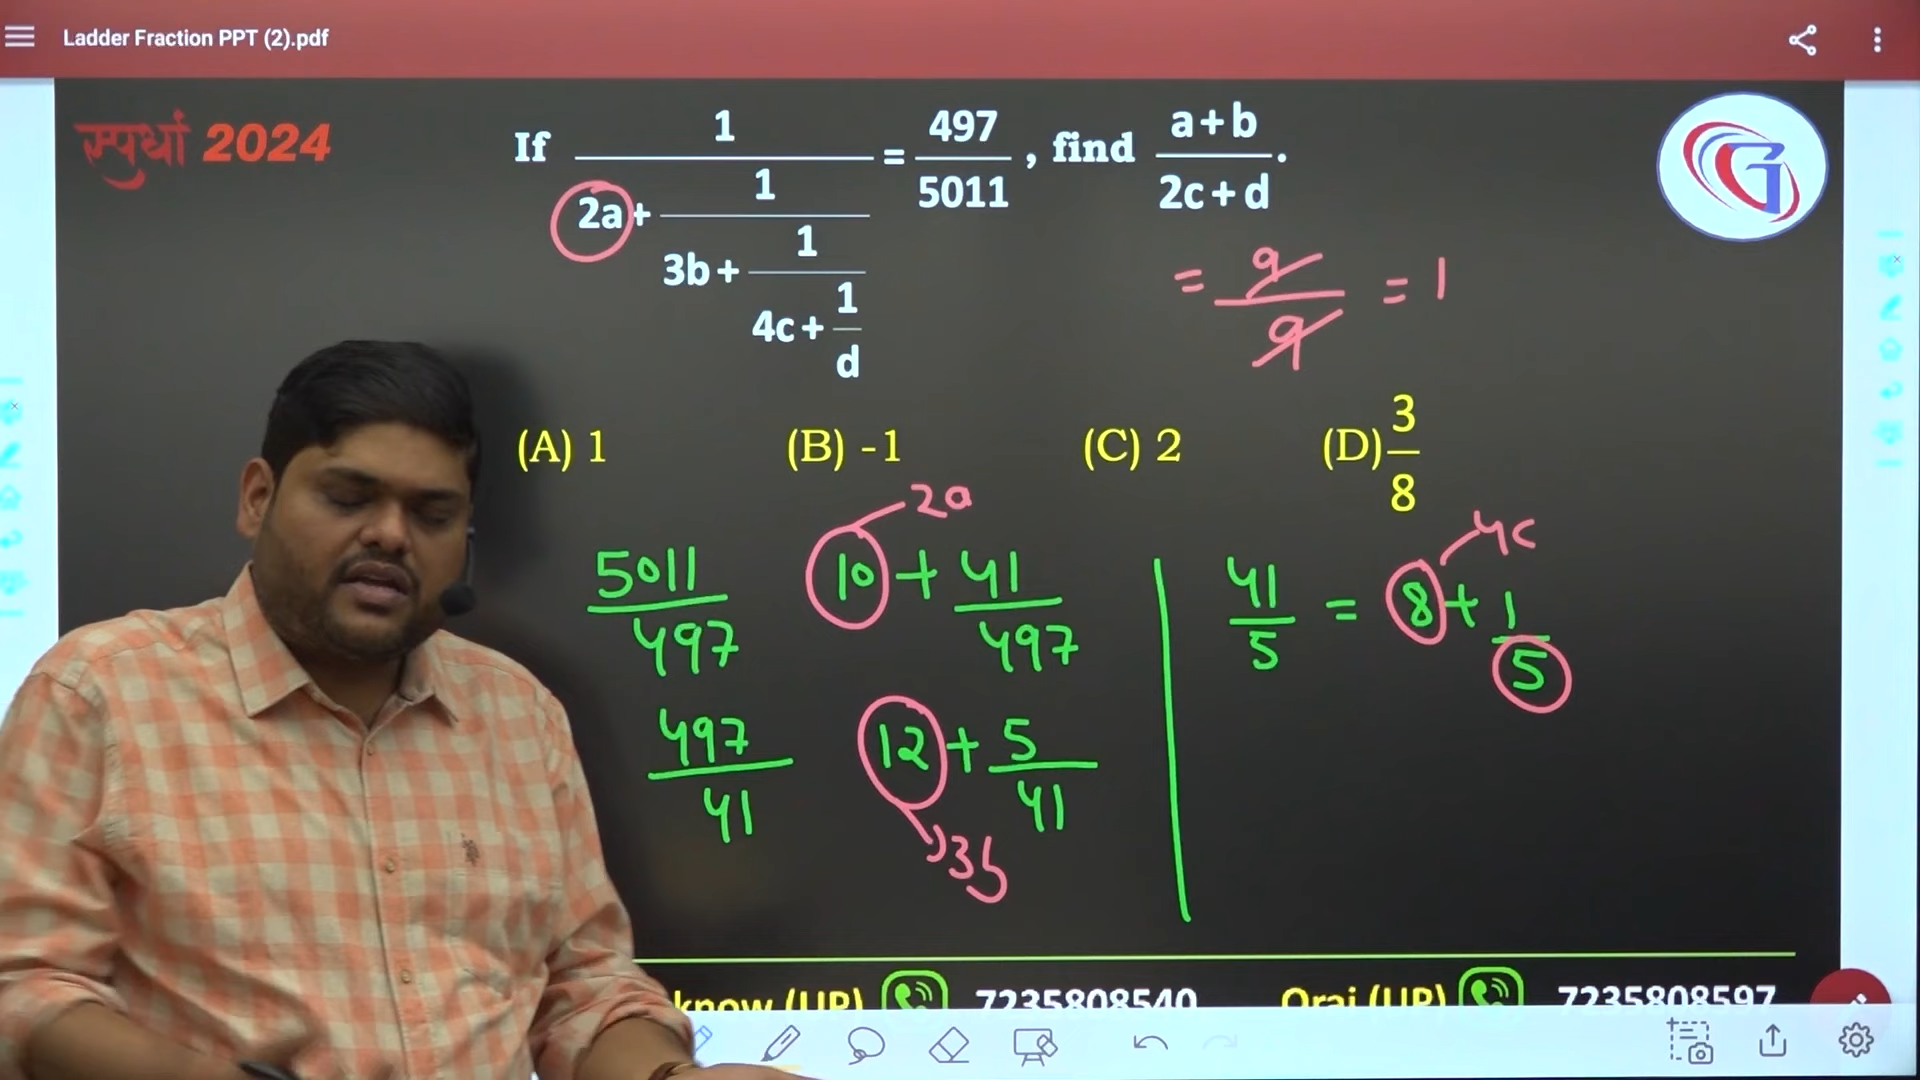 Ladder Fraction PPT (2).pdf
स्पर्धा 2024
If 1 / (2a + 1 / (3b + 1 / (4c + 1 / d))) = 497 / 5011 , find a+b / 2c+d .
= 9 / 9 = 1
(A) 1 (B) -1 (C) 2 (D) 3 / 8
2a
4c
5011 / 497 10 + 41 / 497
41 / 5 = 8 + 1 / 5
497 / 41 12 + 5 / 41
3b
know (UP) 7235808540 Orai (UP) 7235808597